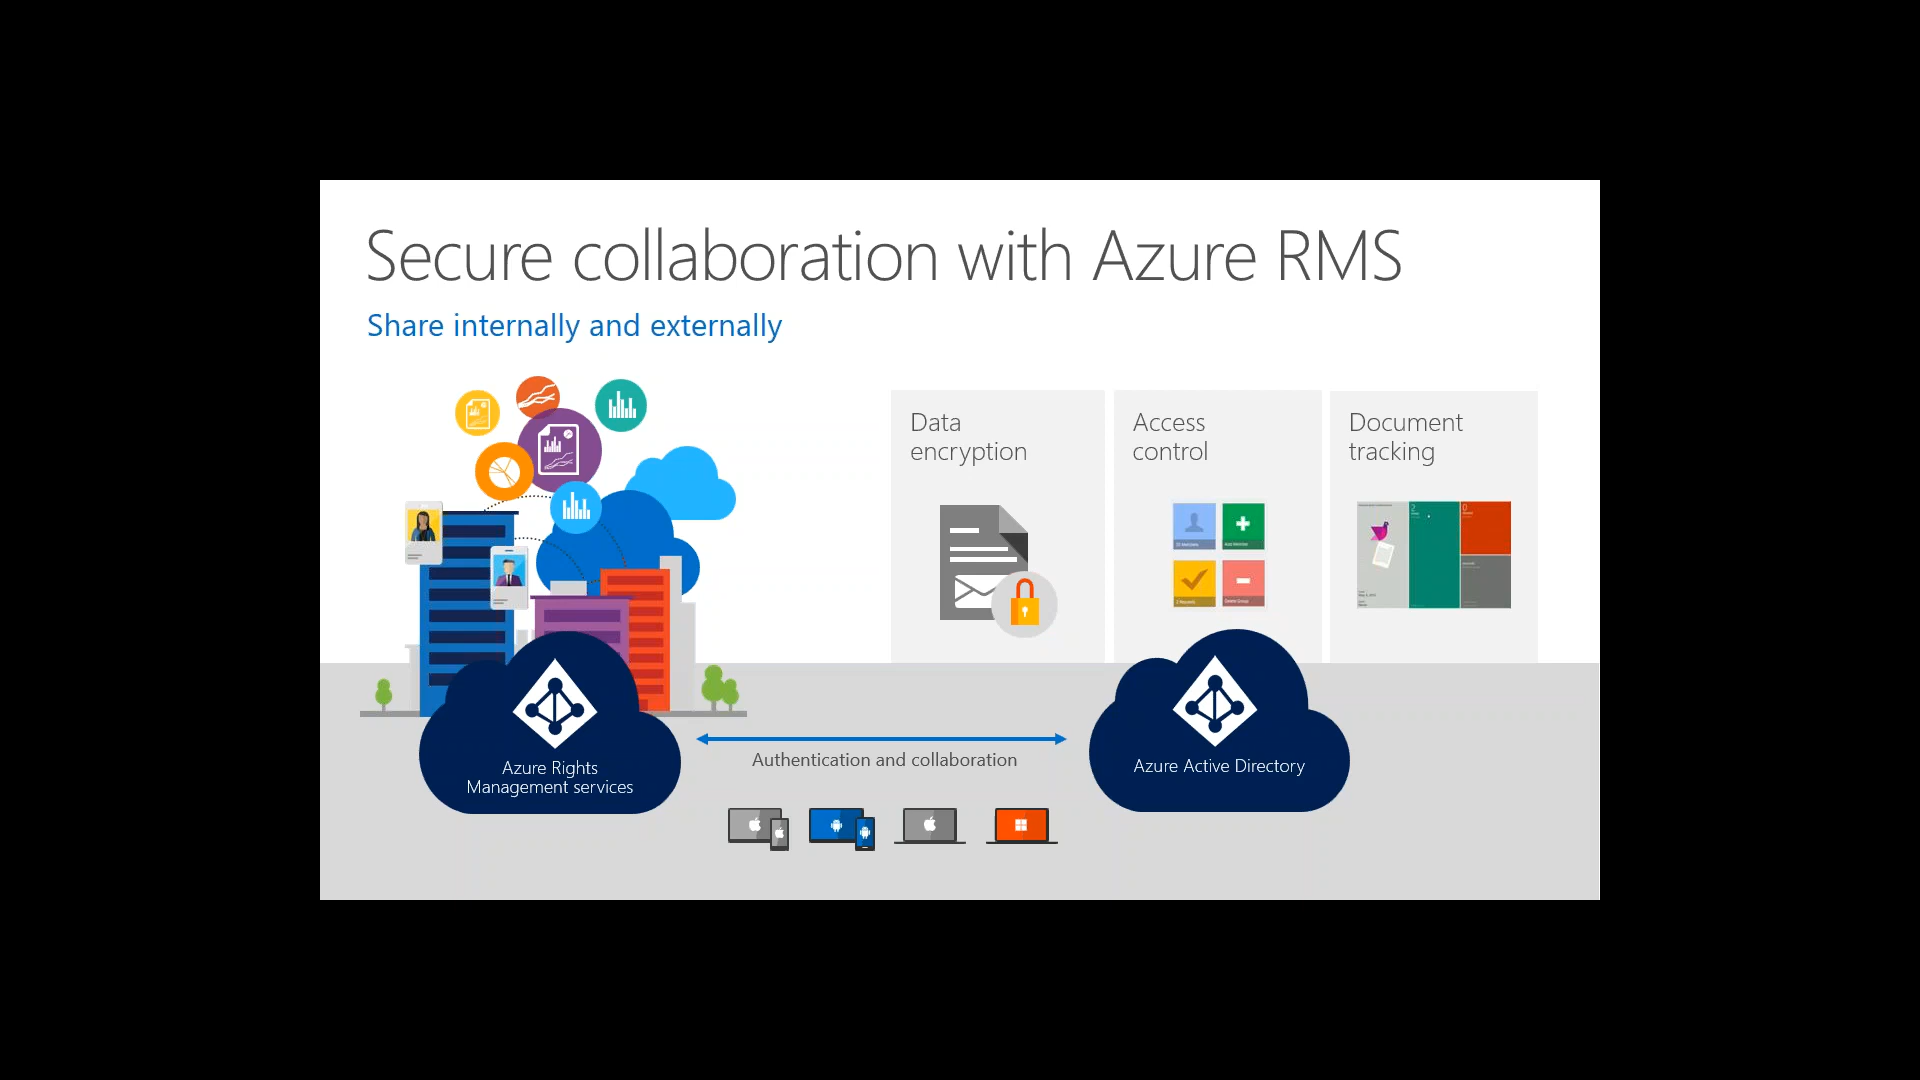 Secure collaboration with Azure RMS
Share internally and externally
Data
encryption
Access
control
Document
tracking
Azure Rights
Management services
Authentication and collaboration
Azure Active Directory